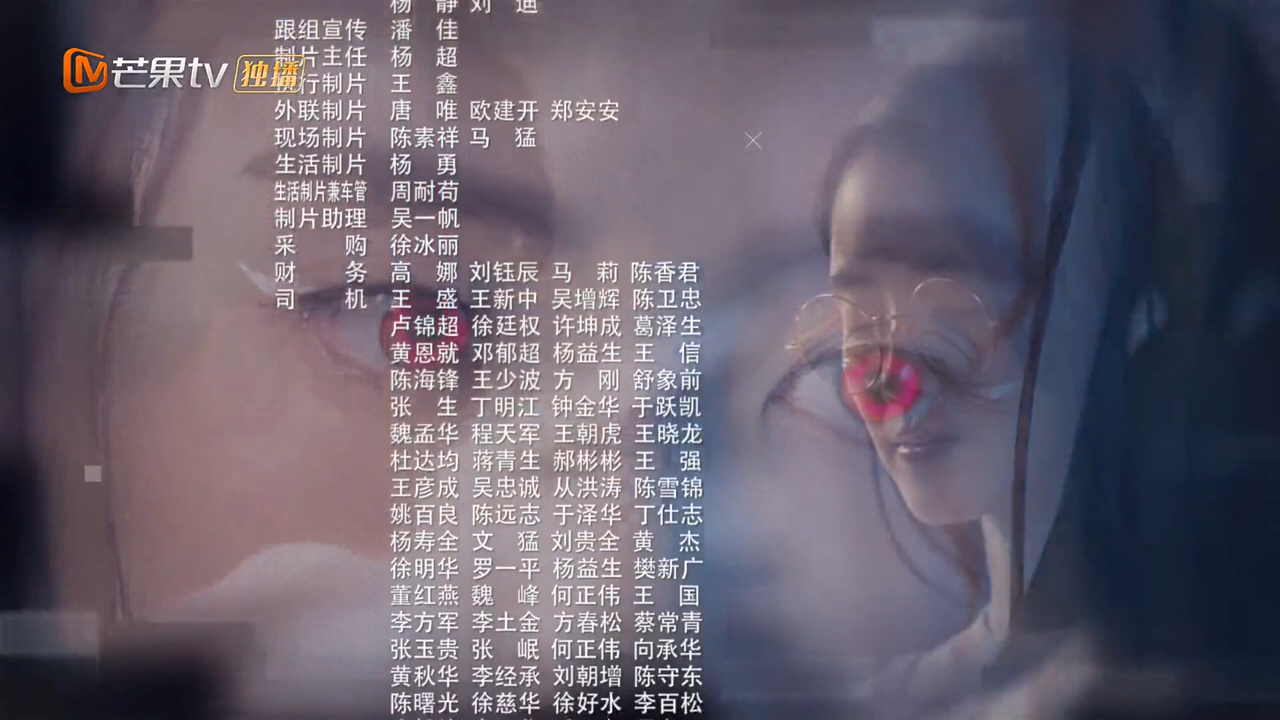 杨 静 刘 迪
跟组宣传 潘 佳
制片主任 杨 超
芒果tv 独播
执行制片 王 鑫
外联制片 唐 唯 欧建开 郑安安
现场制片 陈素祥 马 猛
生活制片 杨 勇
生活制片兼车管 周耐苟
制片助理 吴一帆
采 购 徐冰丽
财 务 高 娜 刘钰辰 马 莉 陈香君
司 机 王 盛 王新中 吴增辉 陈卫忠
卢锦超 徐廷权 许坤成 葛泽生
黄恩就 邓郁超 杨益生 王 信
陈海锋 王少波 方 刚 舒象前
张 生 丁明江 钟金华 于跃凯
魏孟华 程天军 王朝虎 王晓龙
杜达均 蒋青生 郝彬彬 王 强
王彦成 吴忠诚 从洪涛 陈雪锦
姚百良 陈远志 于泽华 丁仕志
杨寿全 文 猛 刘贵全 黄 杰
徐明华 罗一平 杨益生 樊新广
董红燕 魏 峰 何正伟 王 国
李方军 李土金 方春松 蔡常青
张玉贵 张 岷 何正伟 向承华
黄秋华 李经承 刘朝增 陈守东
陈曙光 徐慈华 徐好水 李百松